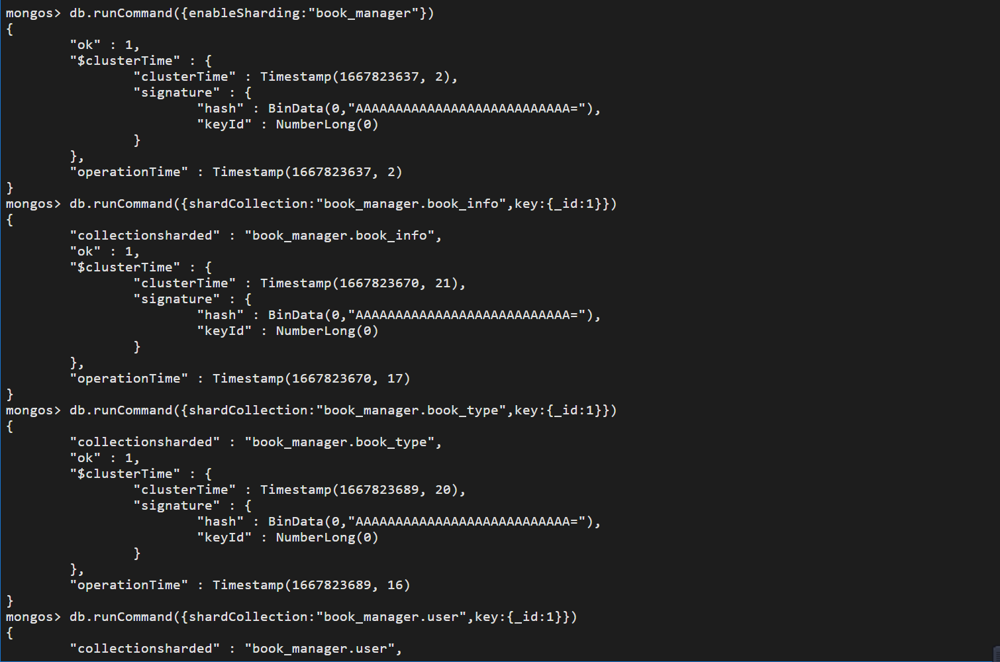 mongos> db.runCommand({enableSharding:"book_manager"})
{
        "ok" : 1,
        "$clusterTime" : {
                "clusterTime" : Timestamp(1667823637, 2),
                "signature" : {
                        "hash" : BinData(0,"AAAAAAAAAAAAAAAAAAAAAAAAAAA="),
                        "keyId" : NumberLong(0)
                }
        },
        "operationTime" : Timestamp(1667823637, 2)
}
mongos> db.runCommand({shardCollection:"book_manager.book_info",key:{_id:1}})
{
        "collectionsharded" : "book_manager.book_info",
        "ok" : 1,
        "$clusterTime" : {
                "clusterTime" : Timestamp(1667823670, 21),
                "signature" : {
                        "hash" : BinData(0,"AAAAAAAAAAAAAAAAAAAAAAAAAAA="),
                        "keyId" : NumberLong(0)
                }
        },
        "operationTime" : Timestamp(1667823670, 17)
}
mongos> db.runCommand({shardCollection:"book_manager.book_type",key:{_id:1}})
{
        "collectionsharded" : "book_manager.book_type",
        "ok" : 1,
        "$clusterTime" : {
                "clusterTime" : Timestamp(1667823689, 20),
                "signature" : {
                        "hash" : BinData(0,"AAAAAAAAAAAAAAAAAAAAAAAAAAA="),
                        "keyId" : NumberLong(0)
                }
        },
        "operationTime" : Timestamp(1667823689, 16)
}
mongos> db.runCommand({shardCollection:"book_manager.user",key:{_id:1}})
{
        "collectionsharded" : "book_manager.user",